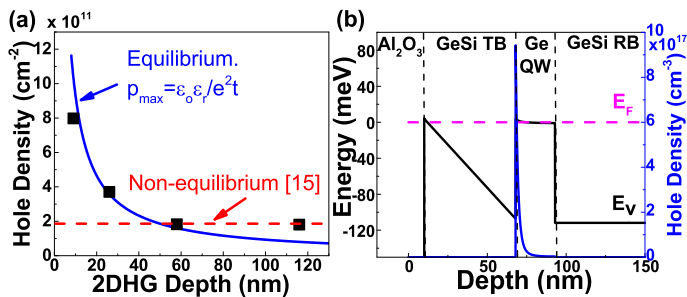 (a)
x 10¹¹
Hole Density (cm⁻²)
12
10
8
6
4
2
0
Equilibrium.
pₘₐₓ=εₒεᵣ/e²t
Non-equilibrium [15]
0 20 40 60 80 100 120
2DHG Depth (nm)
(b)
Al₂O₃ GeSi TB Ge QW GeSi RB
Energy (meV)
80
40
0
-40
-80
-120
E_F
E_V
0 50 100 150
Depth (nm)
x10¹⁷
10
8
6
4
2
0
Hole Density (cm⁻³)